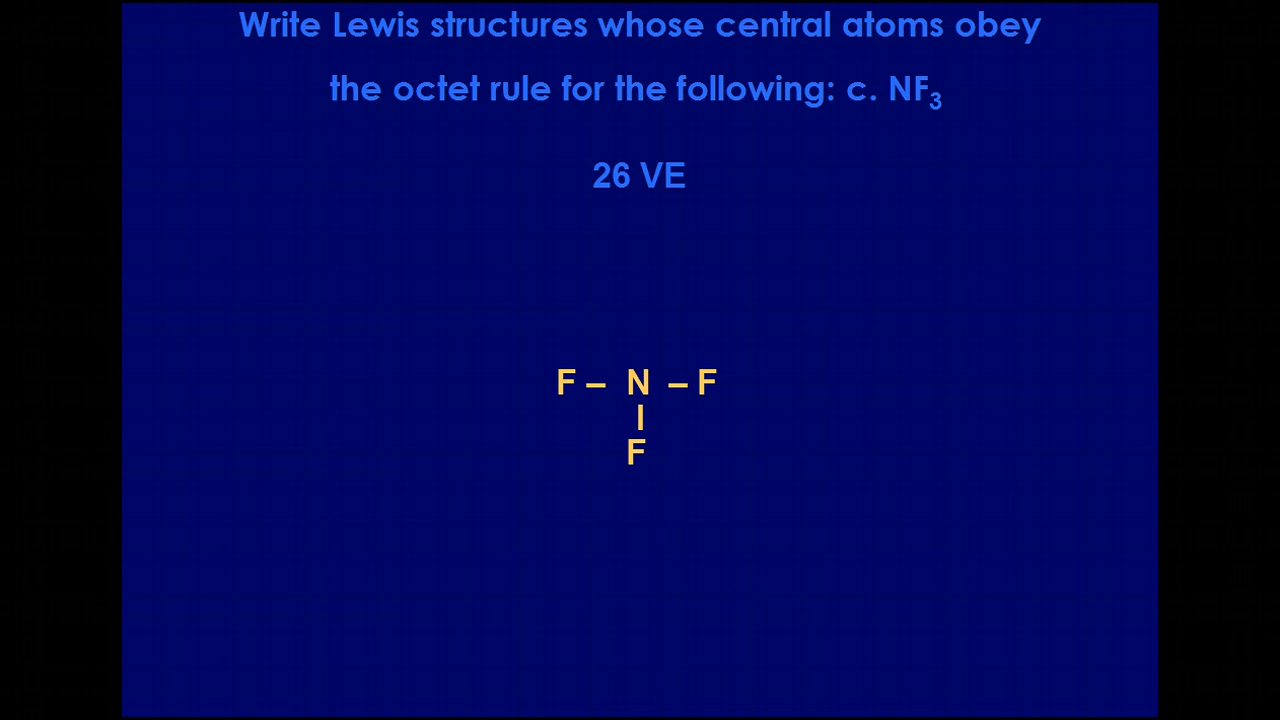 Write Lewis structures whose central atoms obey
the octet rule for the following: c. NF₃
26 VE
F – N – F
I
F